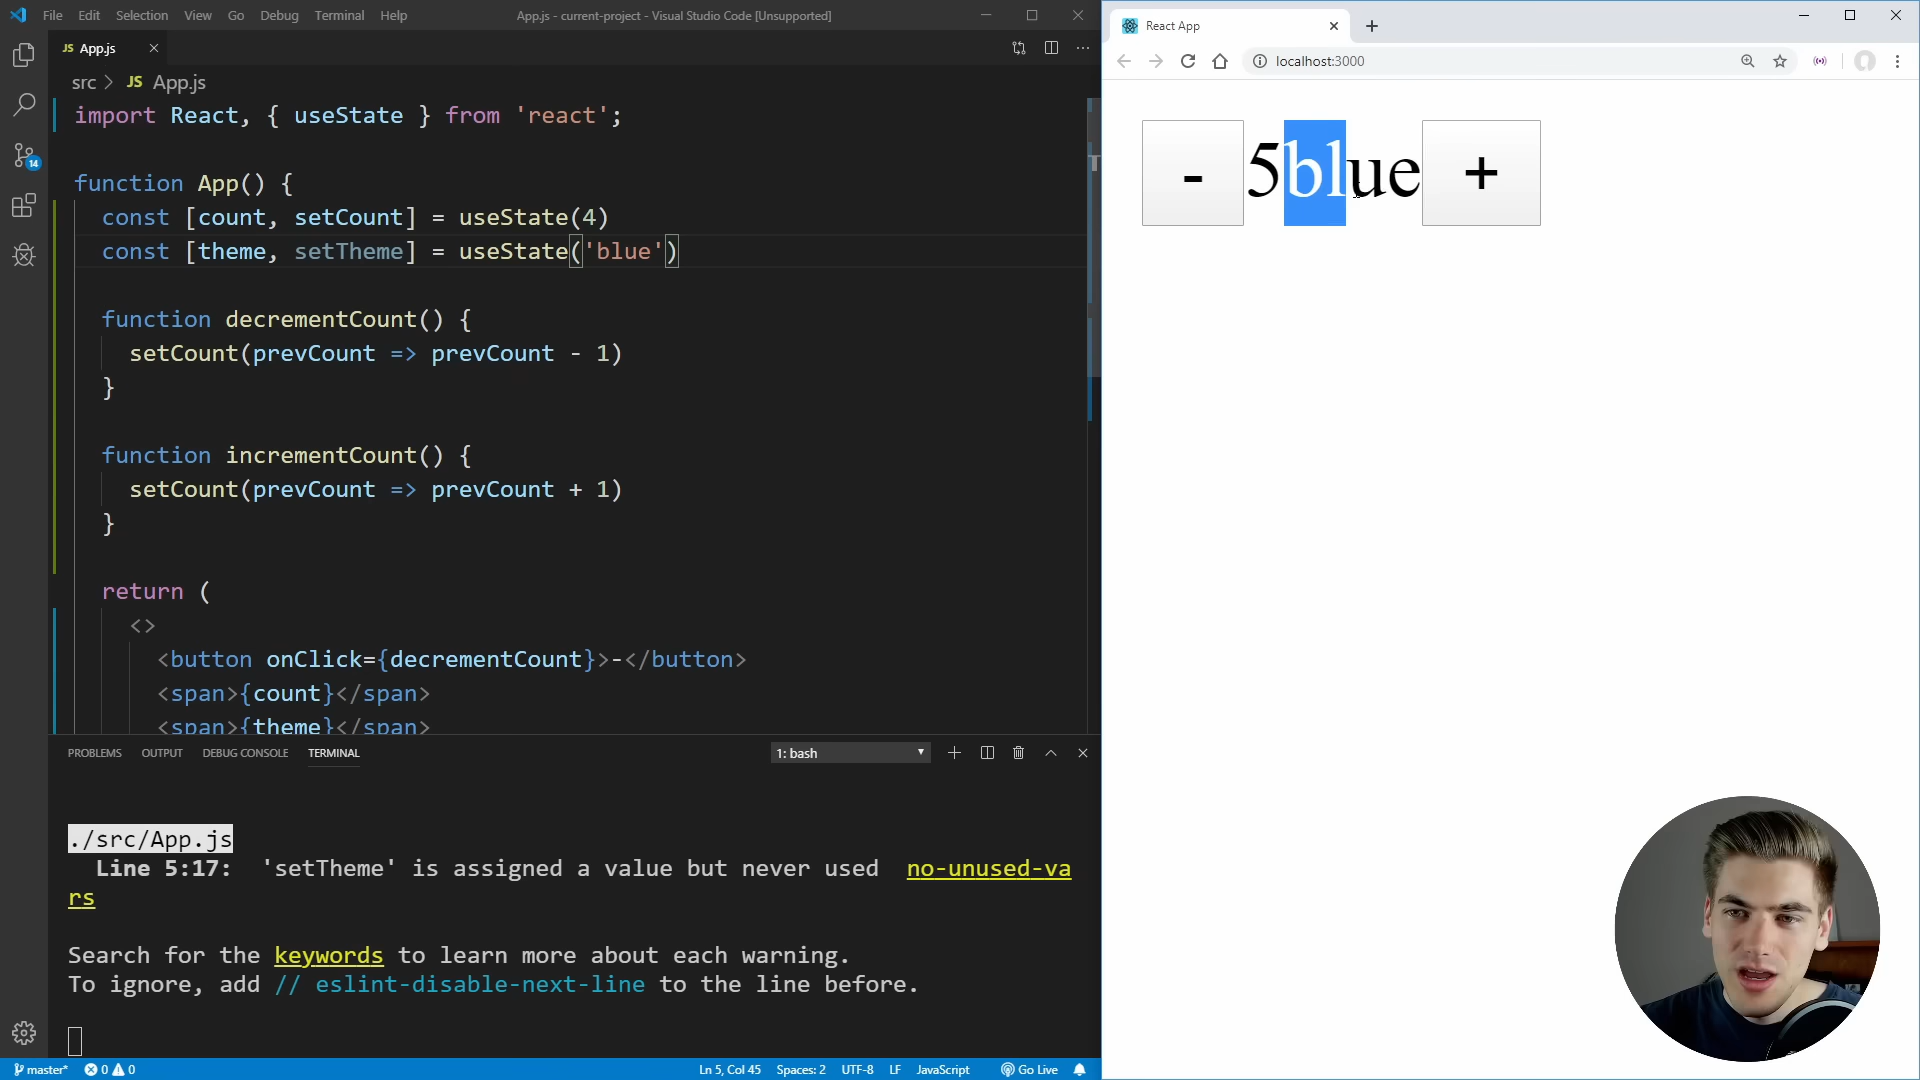 File Edit Selection View Go Debug Terminal Help
App.js - current-project - Visual Studio Code [Unsupported]
JS App.js
src > JS App.js
import React, { useState } from 'react';
function App() {
const [count, setCount] = useState(4)
const [theme, setTheme] = useState('blue')
function decrementCount() {
setCount(prevCount => prevCount - 1)
}
function incrementCount() {
setCount(prevCount => prevCount + 1)
}
return (
<>
<button onClick={decrementCount}>-</button>
<span>{count}</span>
<span>{theme}</span>
14
PROBLEMS OUTPUT DEBUG CONSOLE TERMINAL
1: bash
./src/App.js
Line 5:17: 'setTheme' is assigned a value but never used no-unused-va
rs
Search for the keywords to learn more about each warning.
To ignore, add // eslint-disable-next-line to the line before.
master* 0 0
Ln 5, Col 45 Spaces: 2 UTF-8 LF JavaScript Go Live
React App
localhost:3000
- 5blue +